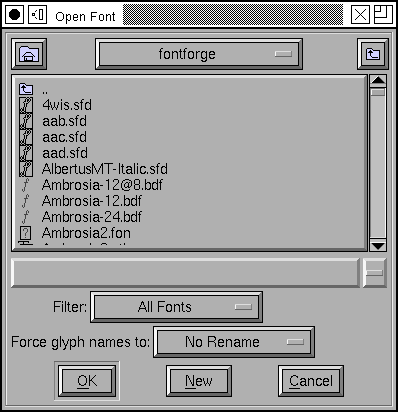 Open Font
fontforge
..
4wis.sfd
aab.sfd
aac.sfd
aad.sfd
AlbertusMT-Italic.sfd
Ambrosia-12@8.bdf
Ambrosia-12.bdf
Ambrosia-24.bdf
Ambrosia2.fon
Filter: All Fonts
Force glyph names to: No Rename
OK New Cancel